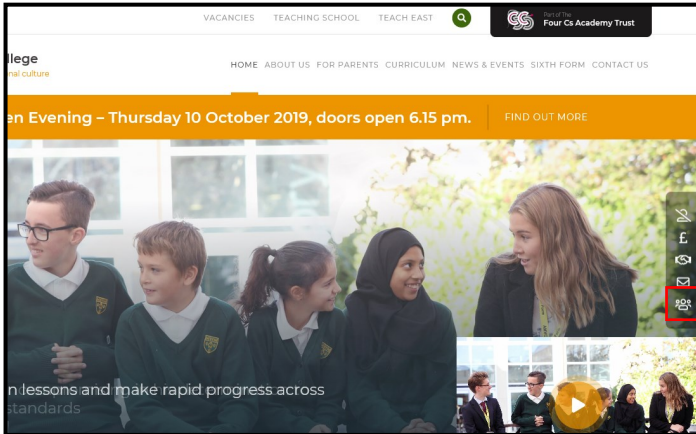 VACANCIES TEACHING SCHOOL TEACH EAST
Part of The
Four Cs Academy Trust
llege
nal culture
HOME ABOUT US FOR PARENTS CURRICULUM NEWS & EVENTS SIXTH FORM CONTACT US
en Evening – Thursday 10 October 2019, doors open 6.15 pm.
FIND OUT MORE
£
n lessons and make rapid progress across
standards